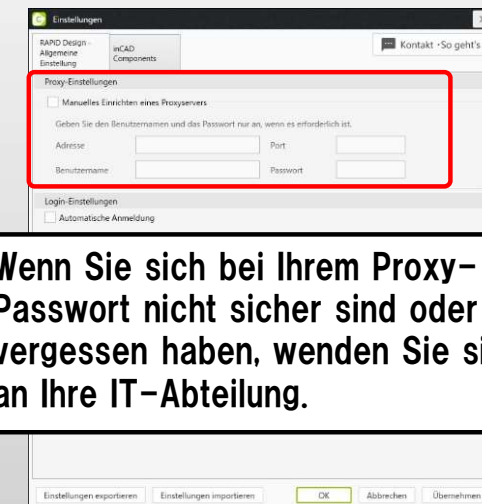 Einstellungen
RAPiD Design -
Allgemeine
Einstellung
inCAD
Components
Kontakt · So geht's
Proxy-Einstellungen
Manuelles Einrichten eines Proxyservers
Geben Sie den Benutzernamen und das Passwort nur an, wenn es erforderlich ist.
Adresse Port
Benutzername Passwort
Login-Einstellungen
Automatische Anmeldung
Wenn Sie sich bei Ihrem Proxy-
Passwort nicht sicher sind oder
vergessen haben, wenden Sie si
an Ihre IT-Abteilung.
Einstellungen exportieren Einstellungen importieren OK Abbrechen Übernehmen